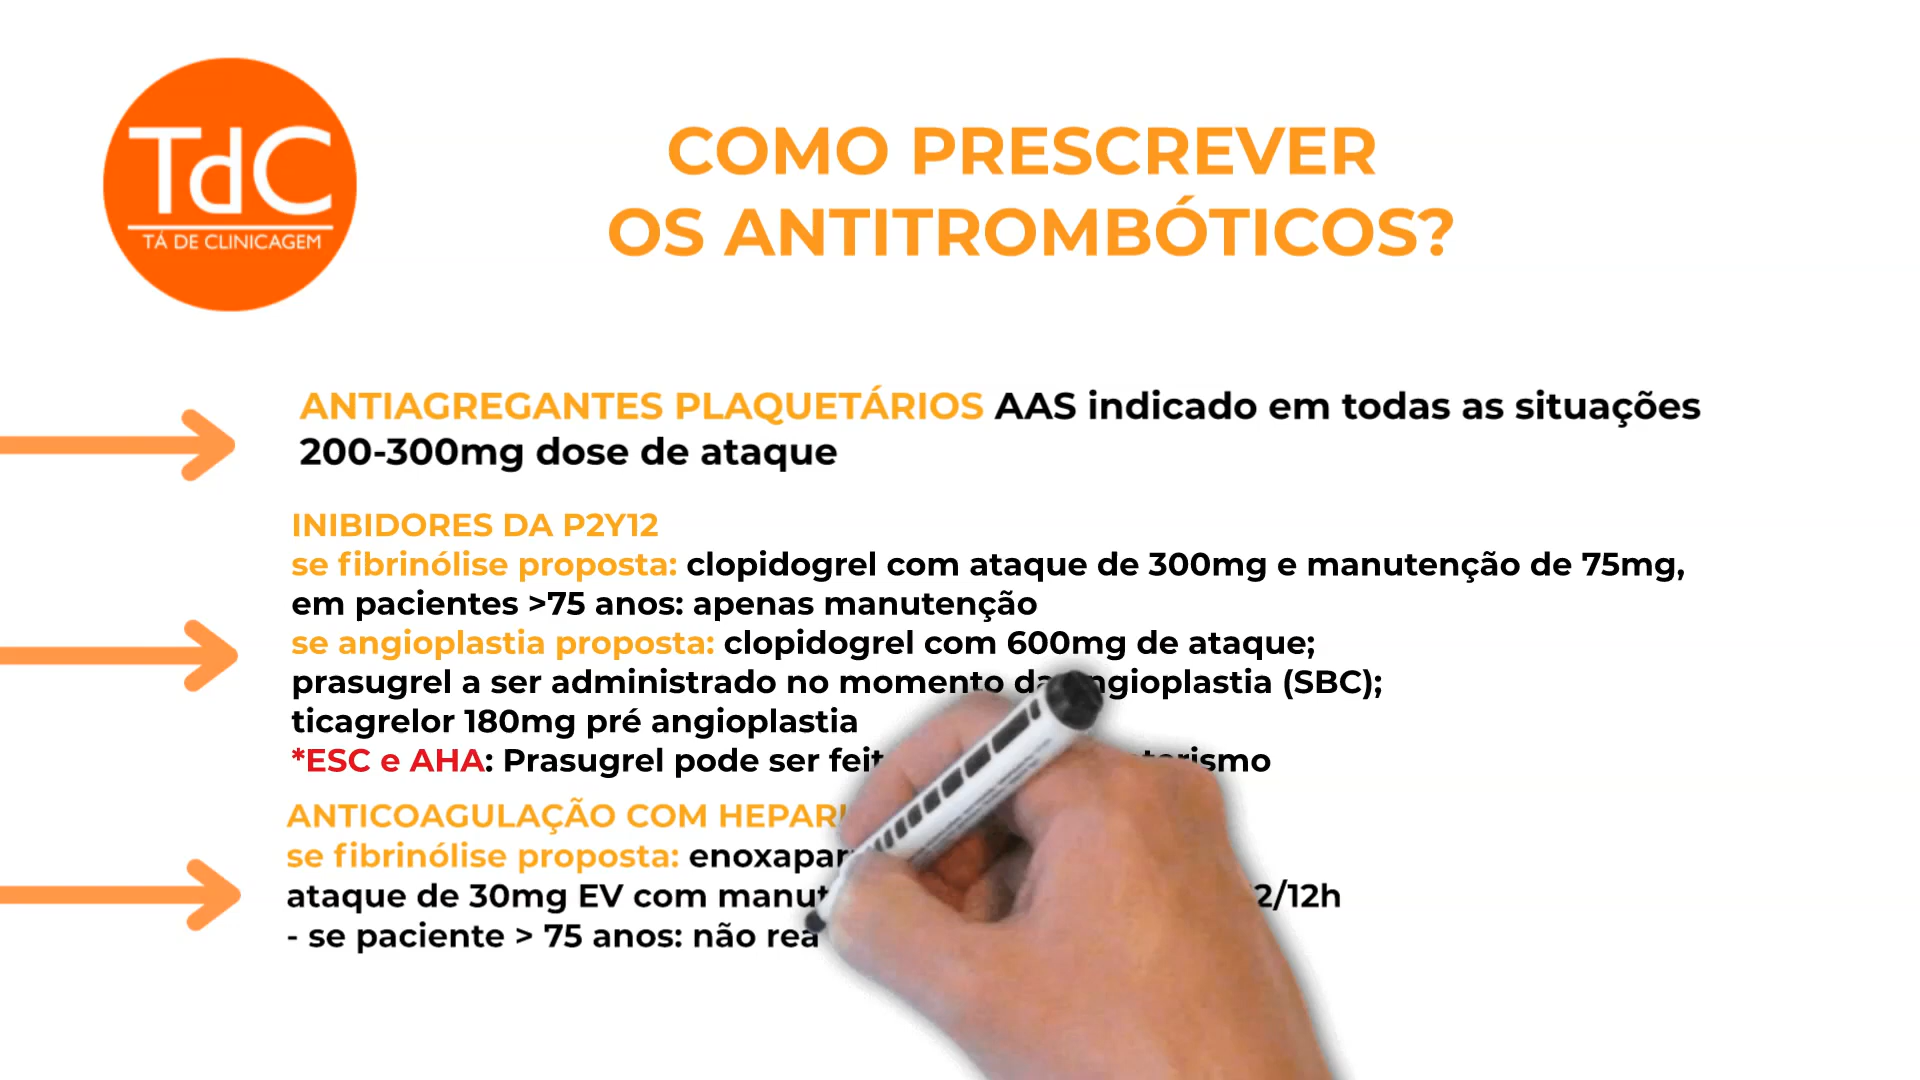 TdC
TÁ DE CLINICAGEM
COMO PRESCREVER
OS ANTITROMBÓTICOS?
ANTIAGREGANTES PLAQUETÁRIOS AAS indicado em todas as situações
200-300mg dose de ataque
INIBIDORES DA P2Y12
se fibrinólise proposta: clopidogrel com ataque de 300mg e manutenção de 75mg,
em pacientes >75 anos: apenas manutenção
se angioplastia proposta: clopidogrel com 600mg de ataque;
prasugrel a ser administrado no momento da angioplastia (SBC);
ticagrelor 180mg pré angioplastia
*ESC e AHA: Prasugrel pode ser
ANTICOAGULAÇÃO COM
se fibrinólise proposta:
ataque de 30mg EV com
- se paciente > 75 anos: não